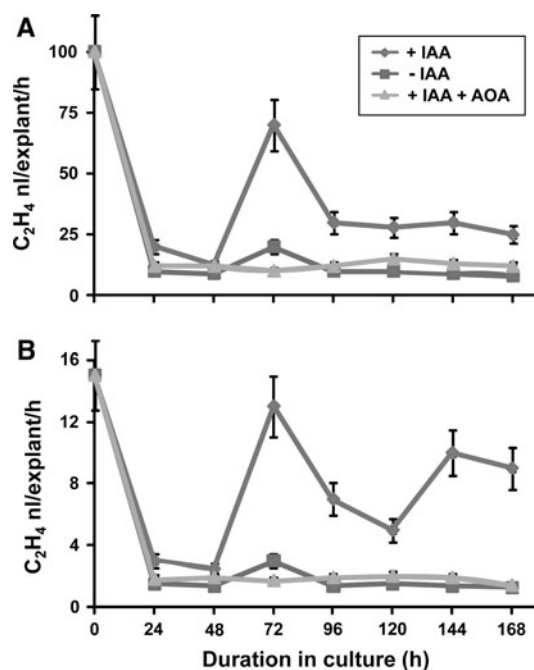 A
C₂H₄ nl/explant/h
100
75
50
25
0
+ IAA
- IAA
+ IAA + AOA
B
C₂H₄ nl/explant/h
16
12
8
4
0
0 24 48 72 96 120 144 168
Duration in culture (h)